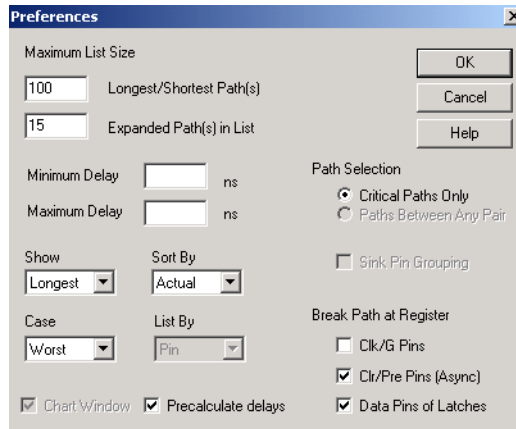 Preferences
Maximum List Size
OK
100 Longest/Shortest Path(s)
Cancel
15 Expanded Path(s) in List
Help
Minimum Delay ns
Maximum Delay ns
Path Selection
Critical Paths Only
Paths Between Any Pair
Show Sort By
Longest Actual
Sink Pin Grouping
Case List By
Worst Pin
Break Path at Register
Clk/G Pins
Clr/Pre Pins (Async)
Chart Window Precalculate delays
Data Pins of Latches